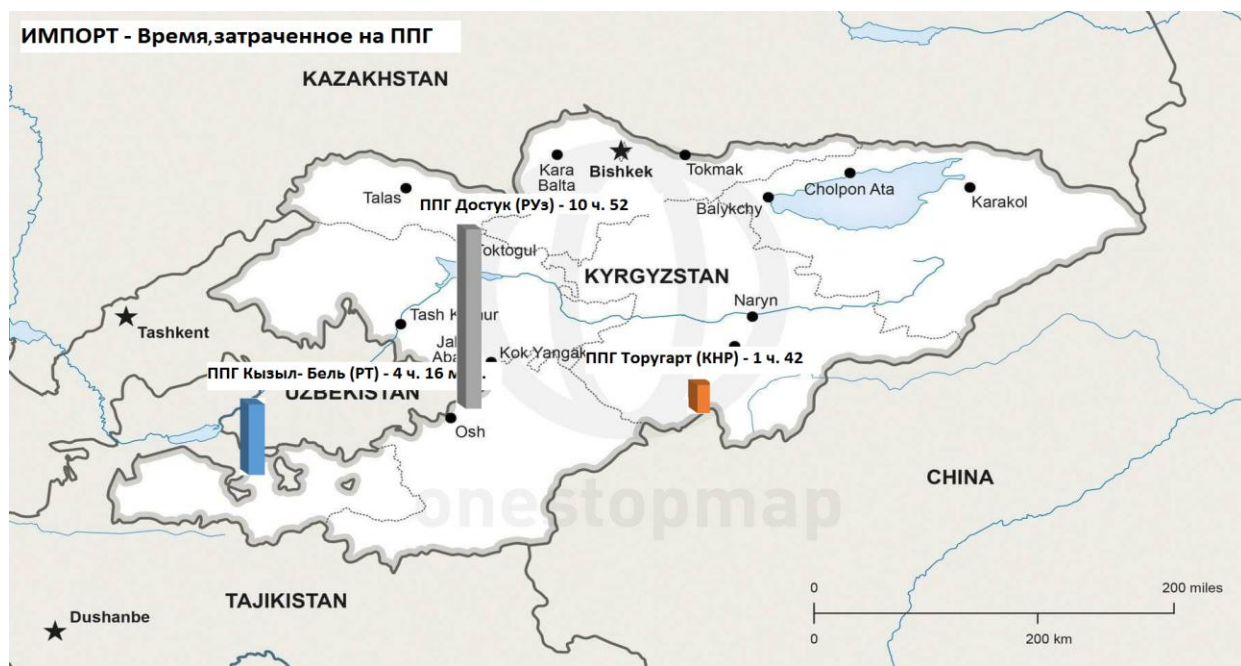 ИМПОРТ - Время,затраченное на ППГ
KAZAKHSTAN
Kara
Balta
Bishkek
Tokmak
Talas
Cholpon Ata
Balykchy
Karakol
ППГ Достук (РУз) - 10 ч. 52
Toktogul
KYRGYZSTAN
Naryn
Tashkent
Tash
Kok Yangak
ППГ Торугарт (КНР) - 1 ч. 42
ППГ Кызыл- Бель (РТ) - 4 ч. 16
UZBEKISTAN
Osh
CHINA
onestopmap
TAJIKISTAN
Dushanbe
0 200 miles
0 200 km